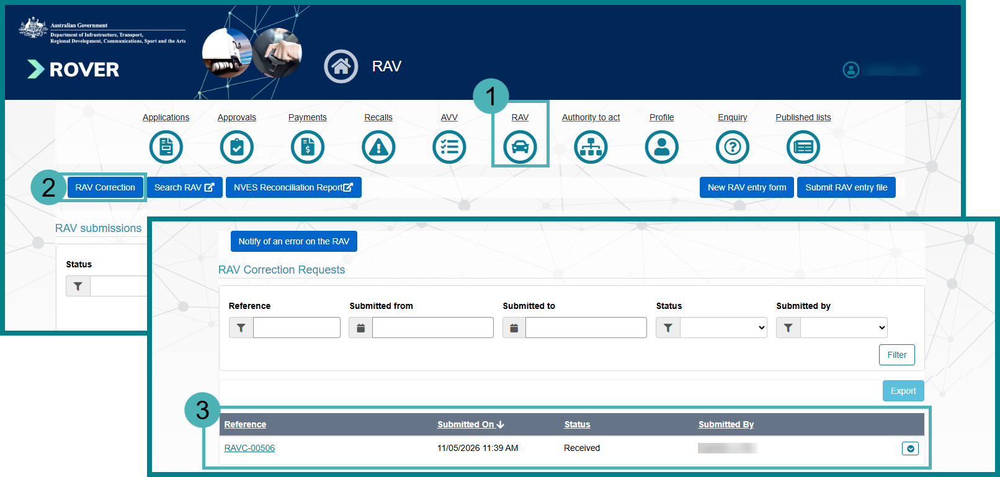 Australian Government
Department of Infrastructure, Transport,
Regional Development, Communications, Sport and the Arts
ROVER
RAV
1
Applications
Approvals
Payments
Recalls
AVV
RAV
Authority to act
Profile
Enquiry
Published lists
2
RAV Correction
Search RAV
NVES Reconciliation Report
New RAV entry form
Submit RAV entry file
RAV submissions
Status
Notify of an error on the RAV
RAV Correction Requests
Reference
Submitted from
Submitted to
Status
Submitted by
Filter
Export
3
Reference
Submitted On
Status
Submitted By
RAVC-00506
11/05/2026 11:39 AM
Received